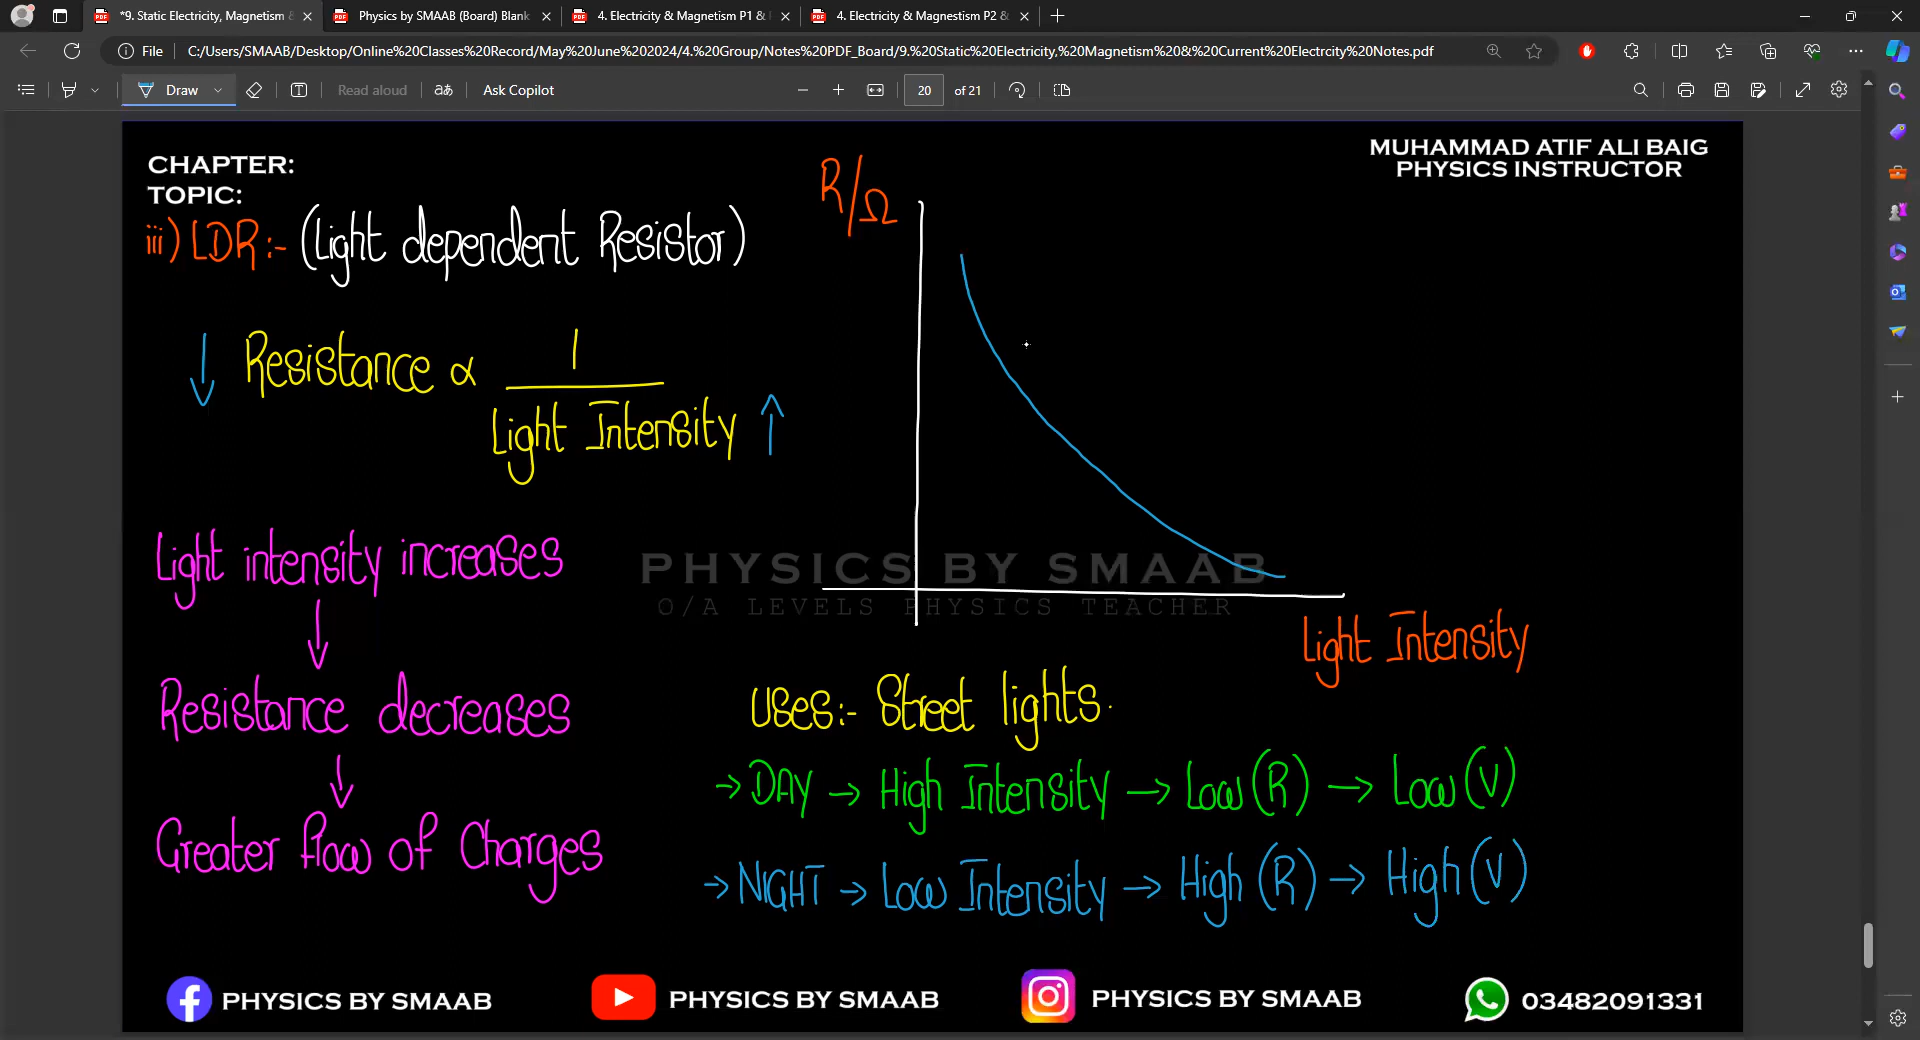 *9. Static Electricity, Magnetism &
Physics by SMAAB (Board) Blank
4. Electricity & Magnetism P1 &
4. Electricity & Magnestism P2 &
File
C:/Users/SMAAB/Desktop/Online%20Classes%20Record/May%20June%202024/4.%20Group/Notes%20PDF_Board/9.%20Static%20Electricity,%20Magnetism%20&%20Current%20Electrcity%20Notes.pdf
Draw
Read aloud
aあ
Ask Copilot
20 of 21
CHAPTER:
TOPIC:
MUHAMMAD ATIF ALI BAIG
PHYSICS INSTRUCTOR
iii) LDR:- (Light dependent Resistor)
↓ Resistance ∝ 1
Light Intensity ↑
Light intensity increases
↓
Resistance decreases
↓
Greater flow of Charges
R/Ω
Light Intensity
PHYSICS BY SMAAB
O/A LEVELS PHYSICS TEACHER
Uses:- Street lights.
→ DAY → High Intensity → Low (R) → Low (V)
→ NIGHT → Low Intensity → High (R) → High (V)
PHYSICS BY SMAAB
PHYSICS BY SMAAB
PHYSICS BY SMAAB
03482091331